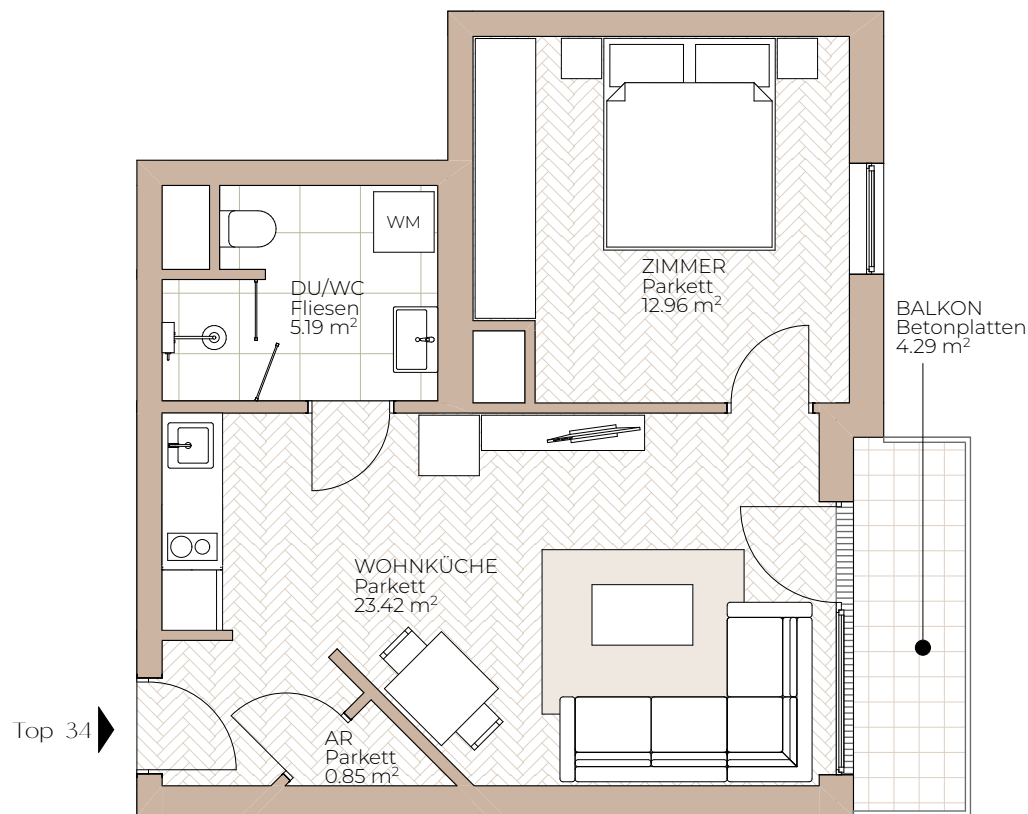 WM
DU/WC
Fliesen
5.19 m²
ZIMMER
Parkett
12.96 m²
BALKON
Betonplatten
4.29 m²
WOHNKÜCHE
Parkett
23.42 m²
Top 34
AR
Parkett
0.85 m²